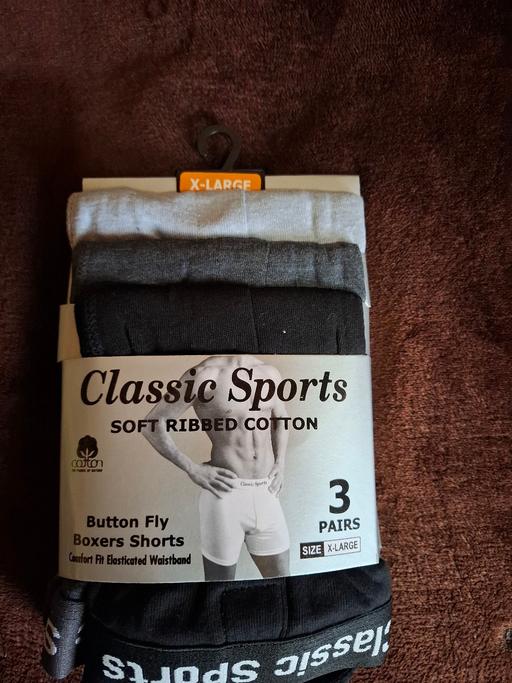 X-LARGE
Classic Sports
SOFT RIBBED COTTON
cotton
Classic Sports
3
PAIRS
Button Fly
Boxers Shorts
Comfort Fit Elasticated Waistband
SIZE X-LARGE
Classic Sports